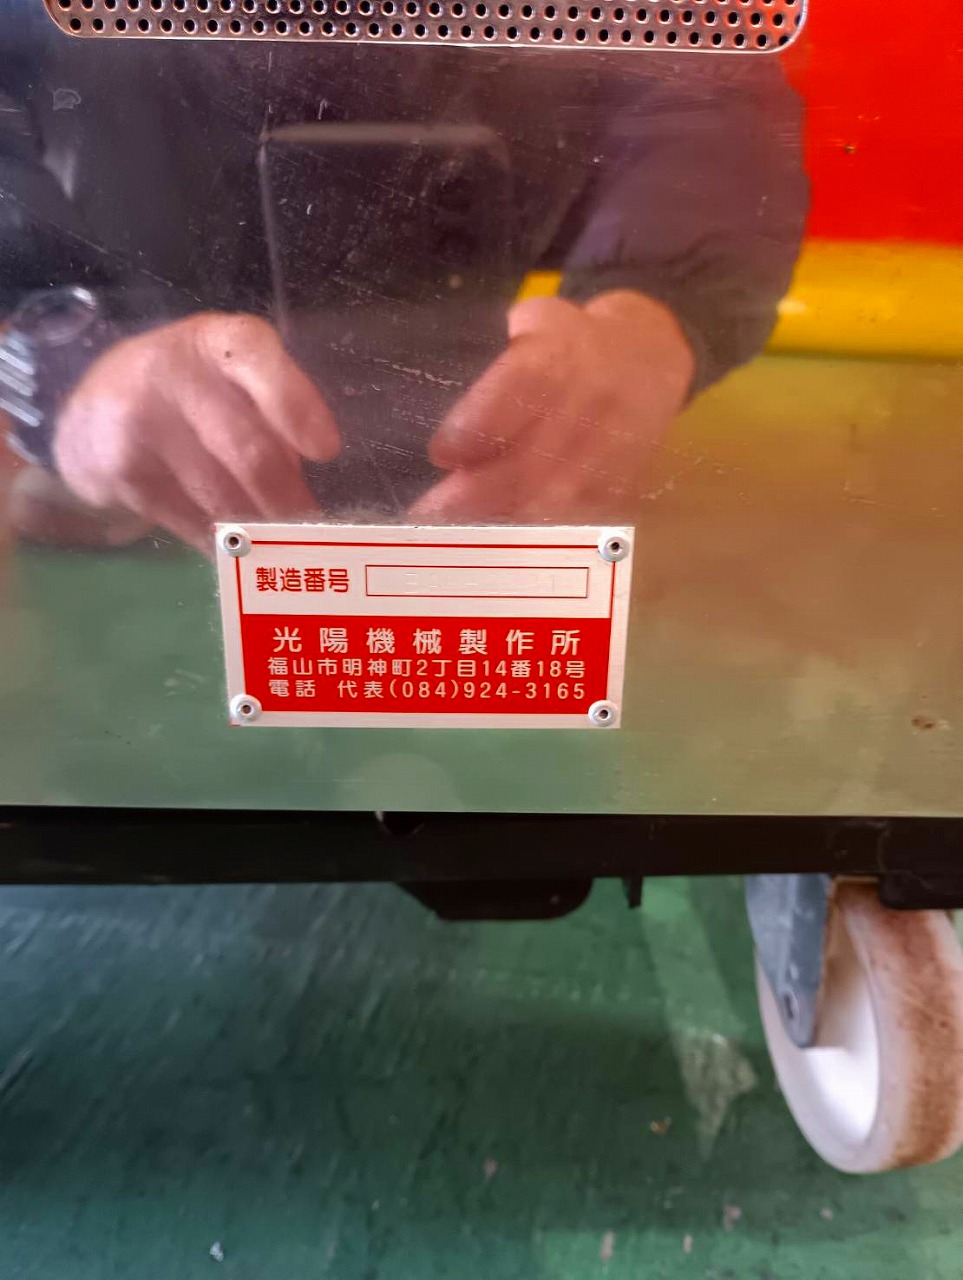 製造番号
光陽機械製作所
福山市明神町2丁目14番18号
電話 代表(084)924-3165